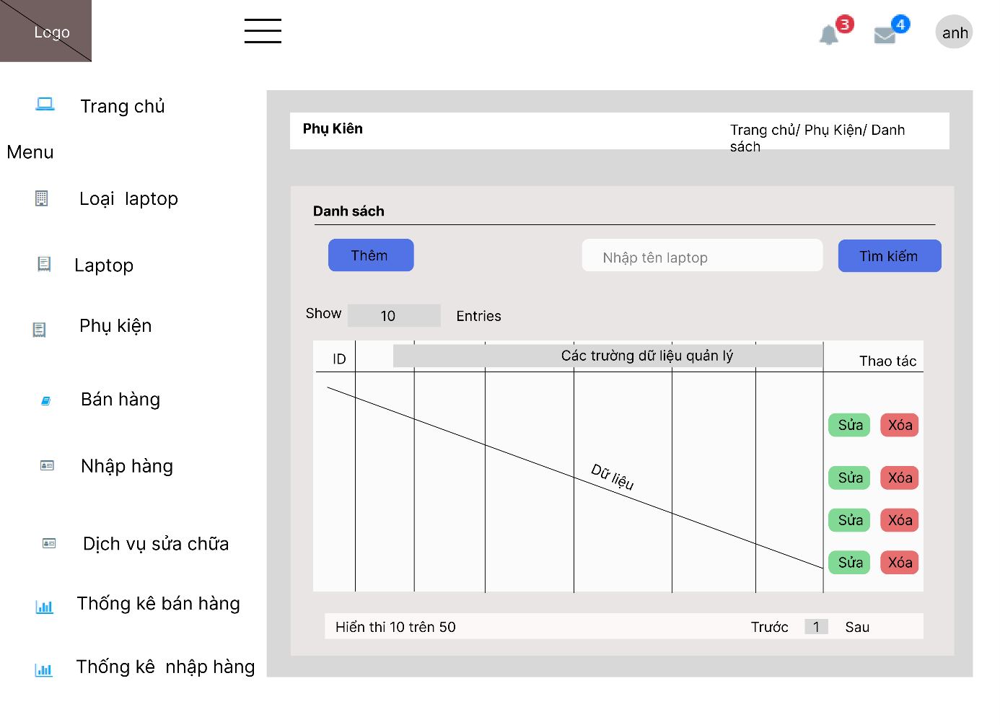 Logo
3
4
anh
Trang chủ
Menu
Loại  laptop
Laptop
Phụ kiện
Bán hàng
Nhập hàng
Dịch vụ sửa chữa
Thống kê bán hàng
Thống kê  nhập hàng
Phụ Kiên
Trang chủ/ Phụ Kiện/ Danh
sách
Danh sách
Thêm
Nhập tên laptop
Tìm kiếm
Show 10 Entries
ID
Các trường dữ liệu quản lý
Thao tác
Dữ liệu
Sửa Xóa
Sửa Xóa
Sửa Xóa
Sửa Xóa
Hiển thi 10 trên 50
Trước 1 Sau